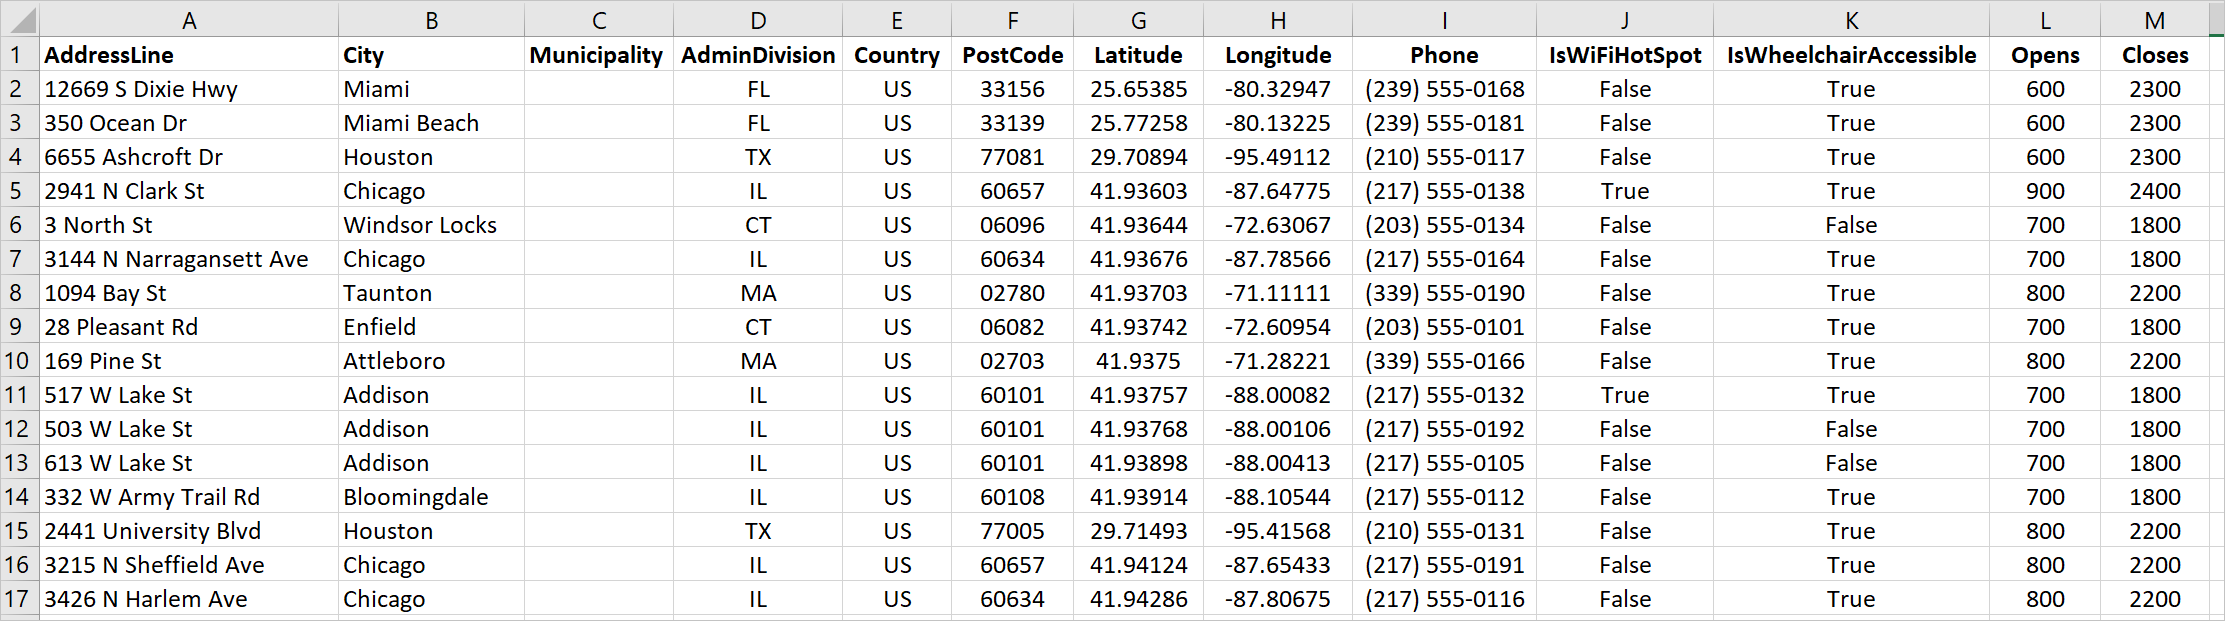 A B C D E F G H I J K L M
1 AddressLine City Municipality AdminDivision Country PostCode Latitude Longitude Phone IsWiFiHotSpot IsWheelchairAccessible Opens Closes
2 12669 S Dixie Hwy Miami FL US 33156 25.65385 -80.32947 (239) 555-0168 False True 600 2300
3 350 Ocean Dr Miami Beach FL US 33139 25.77258 -80.13225 (239) 555-0181 False True 600 2300
4 6655 Ashcroft Dr Houston TX US 77081 29.70894 -95.49112 (210) 555-0117 False True 600 2300
5 2941 N Clark St Chicago IL US 60657 41.93603 -87.64775 (217) 555-0138 True True 900 2400
6 3 North St Windsor Locks CT US 06096 41.93644 -72.63067 (203) 555-0134 False False 700 1800
7 3144 N Narragansett Ave Chicago IL US 60634 41.93676 -87.78566 (217) 555-0164 False True 700 1800
8 1094 Bay St Taunton MA US 02780 41.93703 -71.11111 (339) 555-0190 False True 800 2200
9 28 Pleasant Rd Enfield CT US 06082 41.93742 -72.60954 (203) 555-0101 False True 700 1800
10 169 Pine St Attleboro MA US 02703 41.9375 -71.28221 (339) 555-0166 False True 800 2200
11 517 W Lake St Addison IL US 60101 41.93757 -88.00082 (217) 555-0132 True True 700 1800
12 503 W Lake St Addison IL US 60101 41.93768 -88.00106 (217) 555-0192 False False 700 1800
13 613 W Lake St Addison IL US 60101 41.93898 -88.00413 (217) 555-0105 False False 700 1800
14 332 W Army Trail Rd Bloomingdale IL US 60108 41.93914 -88.10544 (217) 555-0112 False True 700 1800
15 2441 University Blvd Houston TX US 77005 29.71493 -95.41568 (210) 555-0131 False True 800 2200
16 3215 N Sheffield Ave Chicago IL US 60657 41.94124 -87.65433 (217) 555-0191 False True 800 2200
17 3426 N Harlem Ave Chicago IL US 60634 41.94286 -87.80675 (217) 555-0116 False True 800 2200